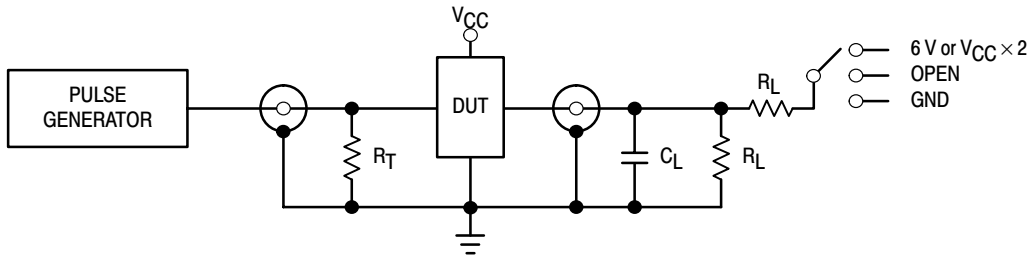 VCC
6 V or VCC × 2
OPEN
GND
PULSE
GENERATOR
DUT
RL
RT
CL
RL